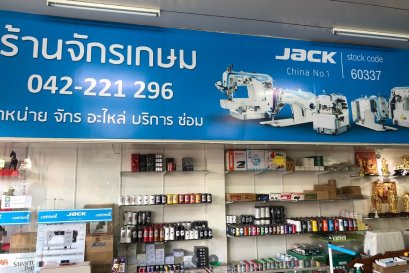 ร้านจักรเกษม
042-221 296
หน่าย จักร อะไหล่ บริการ ซ่อม
JACK
China No.1
stock code
60337
JACK
JACK